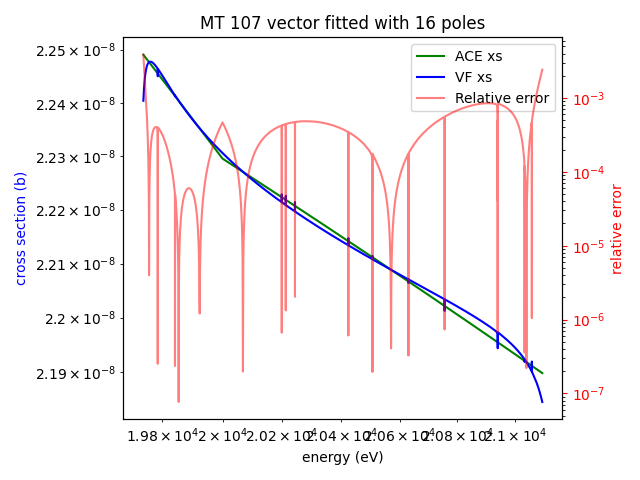 MT 107 vector fitted with 16 poles
ACE xs
VF xs
Relative error
cross section (b)
2.25 × 10⁻⁸
2.24 × 10⁻⁸
2.23 × 10⁻⁸
2.22 × 10⁻⁸
2.21 × 10⁻⁸
2.2 × 10⁻⁸
2.19 × 10⁻⁸
10⁻³
10⁻⁴
10⁻⁵
10⁻⁶
10⁻⁷
relative error
1.98 × 10⁴ 2 × 10⁴ 2.02 × 10⁴ 2.04 × 10⁴ 2.06 × 10⁴ 2.08 × 10⁴ 2.1 × 10⁴
energy (eV)